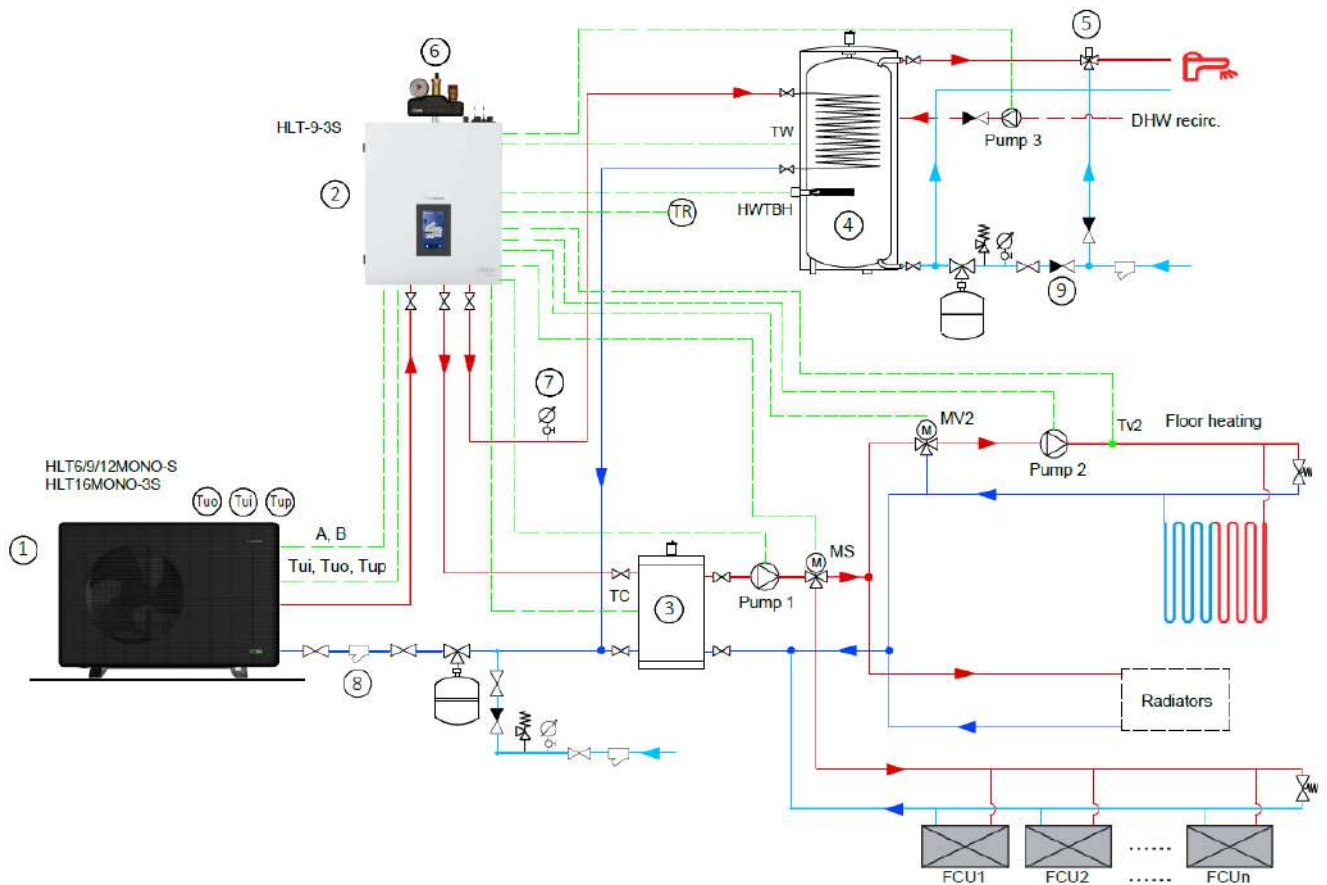 5
6
HLT-9-3S
TW
DHW recirc.
Pump 3
2
TR
HWTBH
4
9
7
MV2
Tv2
Floor heating
Pump 2
HLT6/9/12MONO-S
HLT16MONO-3S
Tuo
Tui
Tup
1
A, B
Tui, Tuo, Tup
M
M
MS
TC
3
Pump 1
8
Radiators
FCU1
FCU2
......
......
FCUn